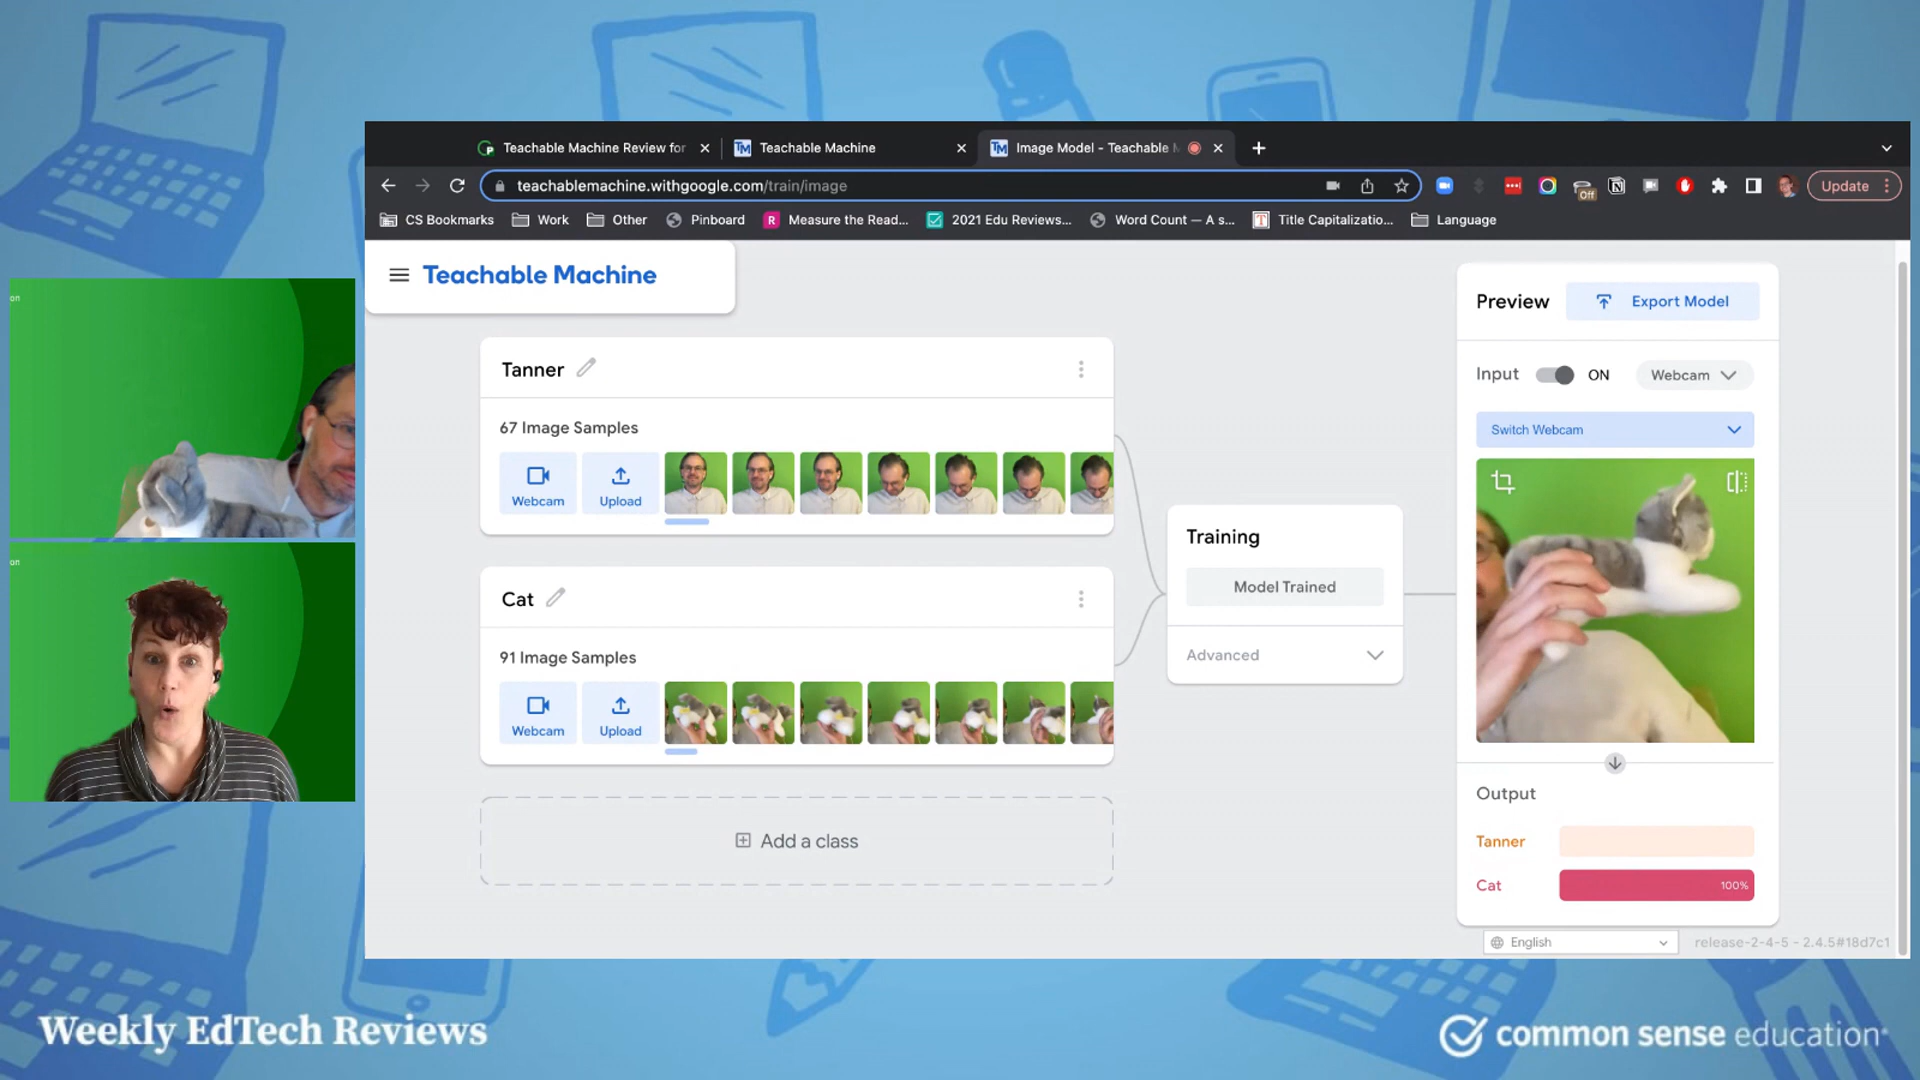 Teachable Machine Review for
Teachable Machine
Image Model - Teachable M
teachablemachine.withgoogle.com/train/image
Off
Update
CS Bookmarks
Work
Other
Pinboard
R Measure the Read...
2021 Edu Reviews...
Word Count — A s...
T Title Capitalizatio...
Language
Teachable Machine
Tanner
67 Image Samples
Webcam
Upload
Cat
91 Image Samples
Webcam
Upload
Add a class
Training
Model Trained
Advanced
Preview
Export Model
Input
ON
Webcam
Switch Webcam
Output
Tanner
Cat
100%
English
release-2-4-5 - 2.4.5#18d7c1
on
on
Weekly EdTech Reviews
common sense education